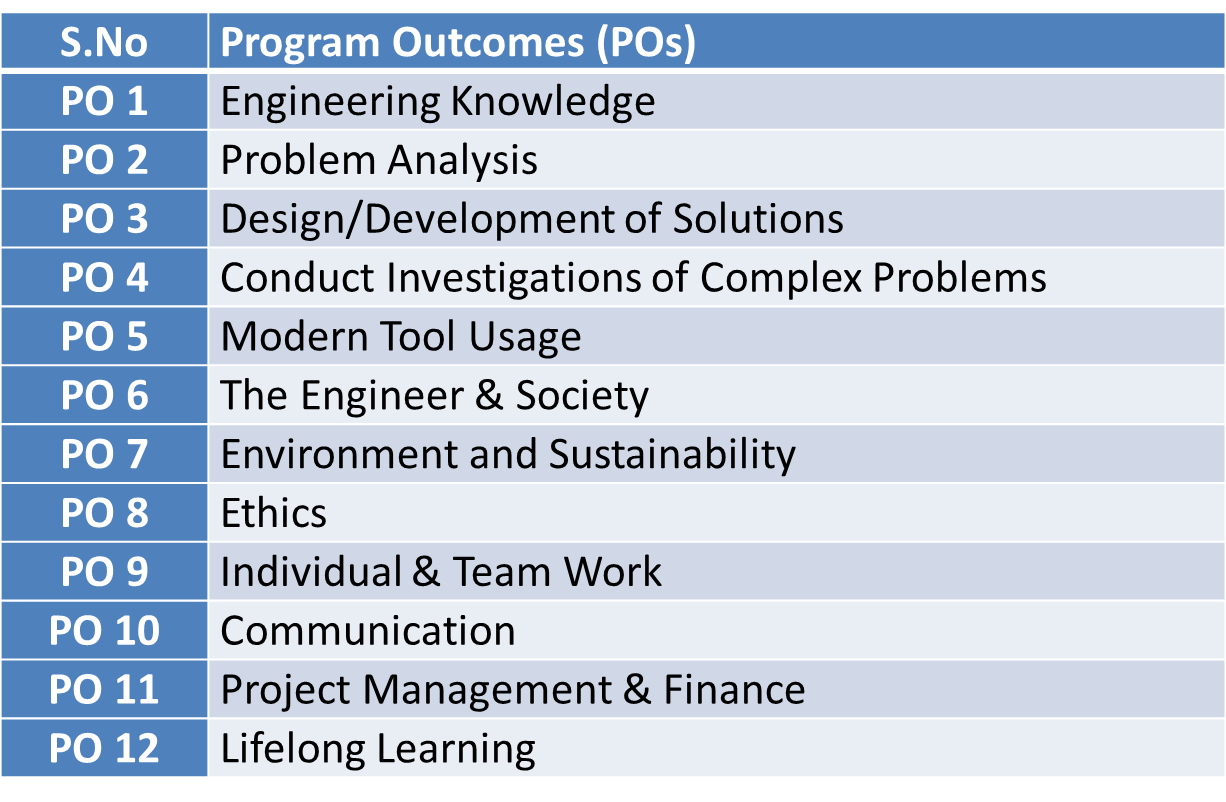 S.No Program Outcomes (POs)
PO 1 Engineering Knowledge
PO 2 Problem Analysis
PO 3 Design/Development of Solutions
PO 4 Conduct Investigations of Complex Problems
PO 5 Modern Tool Usage
PO 6 The Engineer & Society
PO 7 Environment and Sustainability
PO 8 Ethics
PO 9 Individual & Team Work
PO 10 Communication
PO 11 Project Management & Finance
PO 12 Lifelong Learning